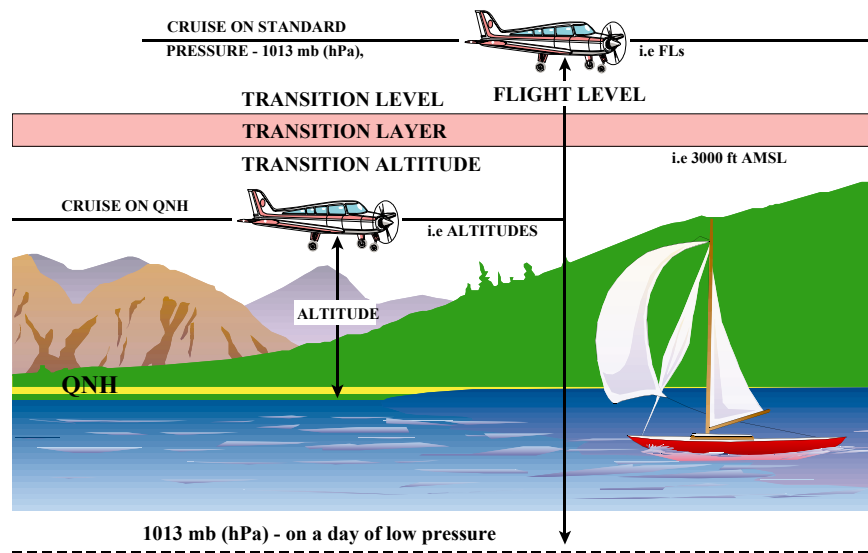 CRUISE ON STANDARD
PRESSURE - 1013 mb (hPa),
i.e FLs
TRANSITION LEVEL
FLIGHT LEVEL
TRANSITION LAYER
TRANSITION ALTITUDE
i.e 3000 ft AMSL
CRUISE ON QNH
i.e ALTITUDES
ALTITUDE
QNH
1013 mb (hPa) - on a day of low pressure